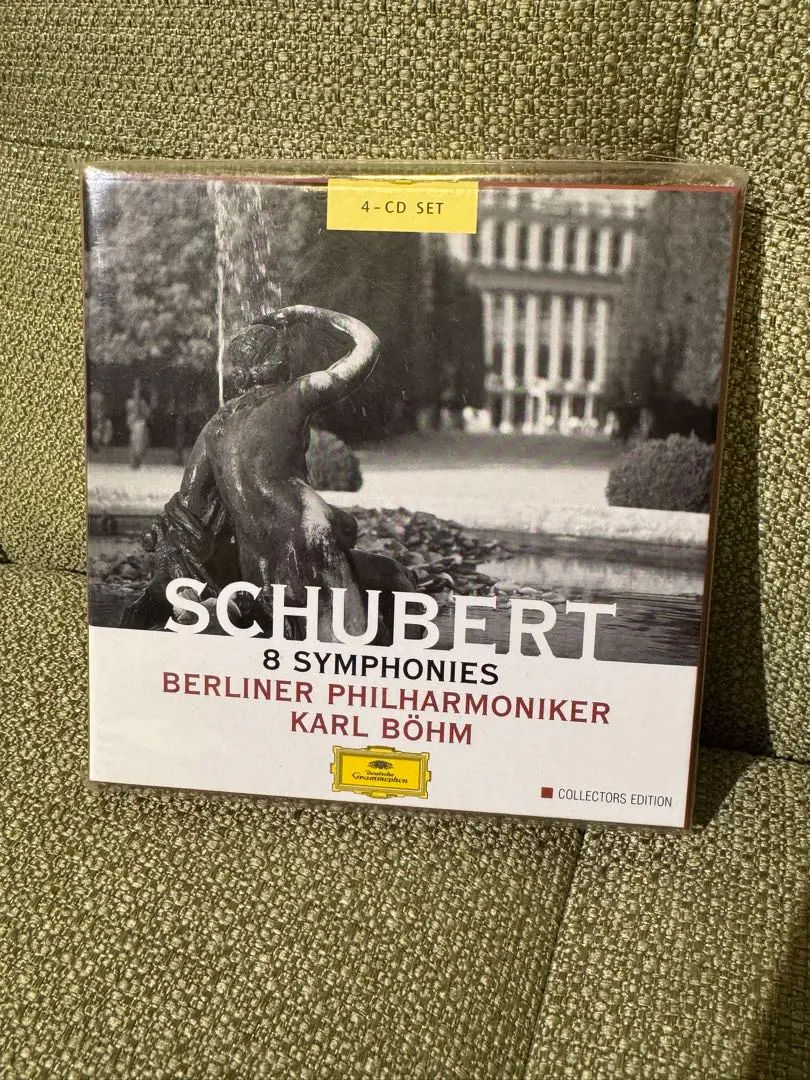 4-CD SET
SCHUBERT
8 SYMPHONIES
BERLINER PHILHARMONIKER
KARL BÖHM
Deutsche
Grammophon
COLLECTORS EDITION